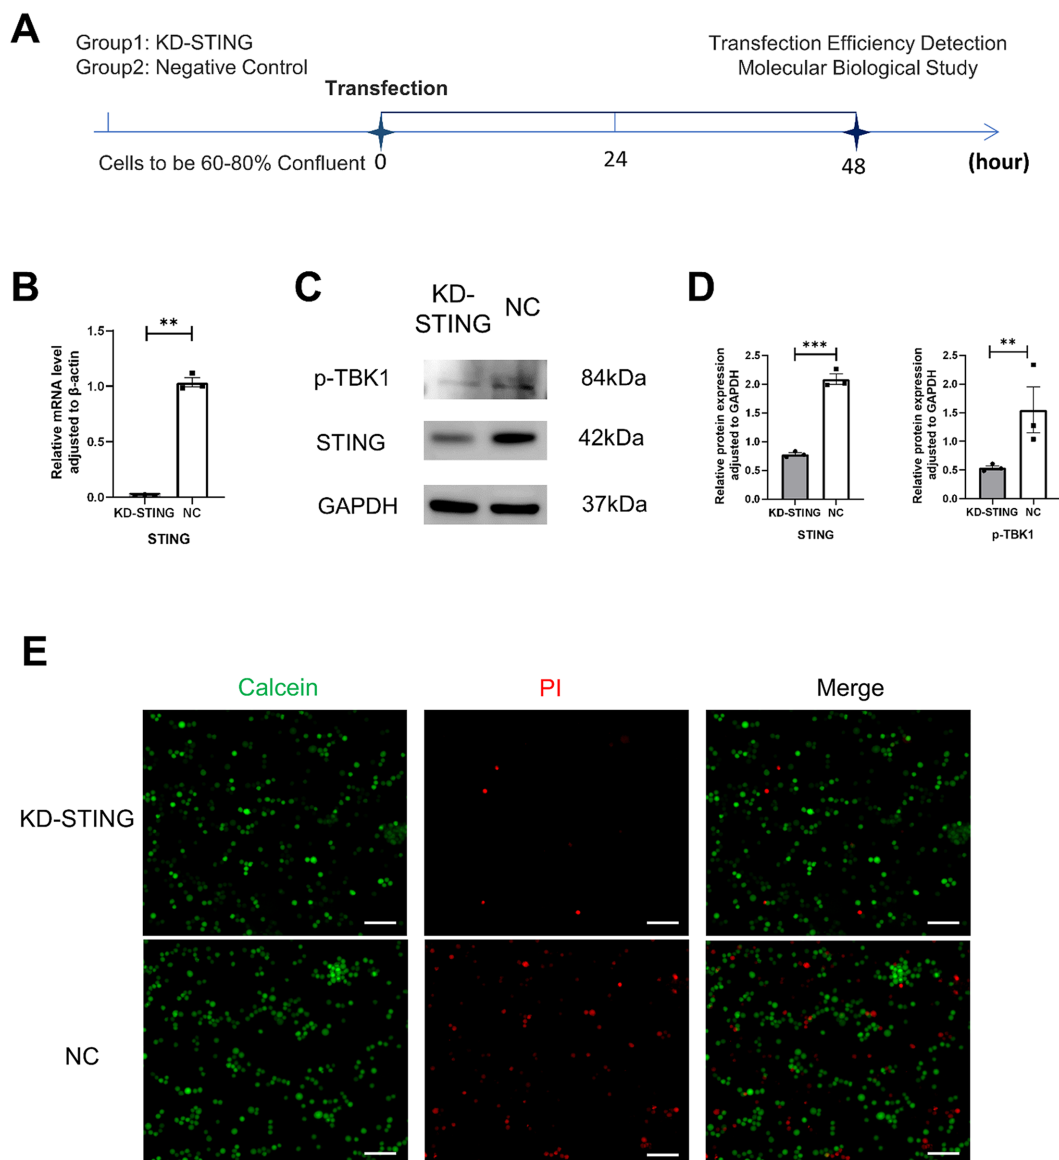 A
Group1: KD-STING
Group2: Negative Control
Transfection Efficiency Detection
Molecular Biological Study
Transfection
Cells to be 60-80% Confluent
0
24
48
(hour)
B
**
Relative mRNA level
adjusted to β-actin
1.5
1.0
0.5
0.0
KD-STING NC
STING
C
KD-
STING
NC
p-TBK1
84kDa
STING
42kDa
GAPDH
37kDa
D
***
Relative protein expression
adjusted to GAPDH
2.5
2.0
1.5
1.0
0.5
0.0
KD-STING NC
STING
**
Relative protein expression
adjusted to GAPDH
2.5
2.0
1.5
1.0
0.5
0.0
KD-STING NC
p-TBK1
E
Calcein
PI
Merge
KD-STING
NC